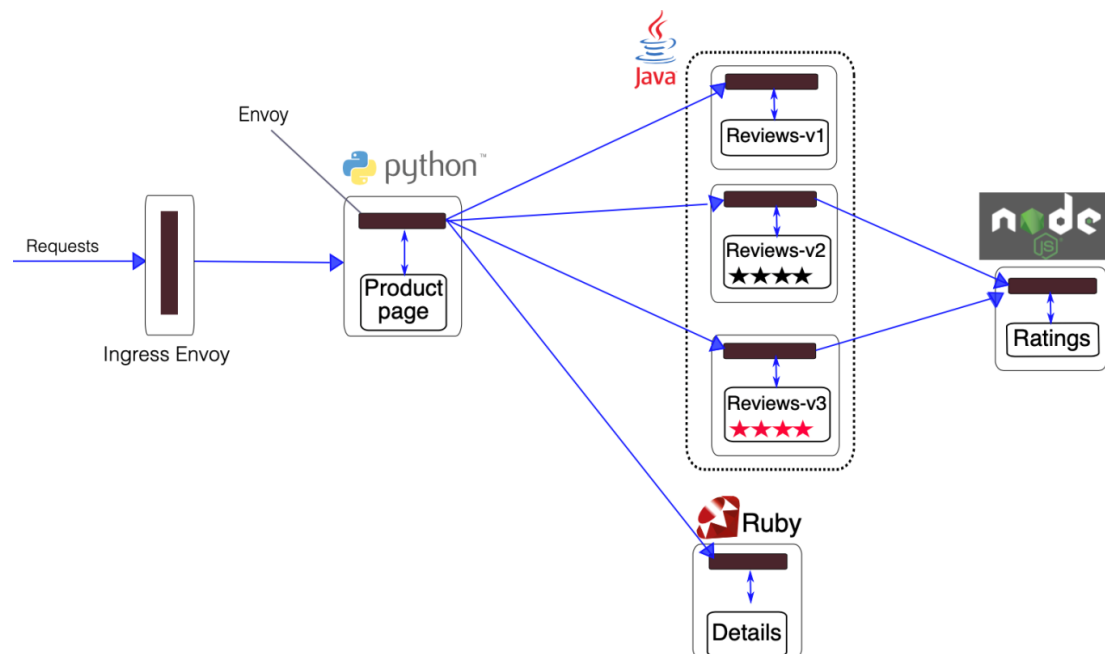 Java
Envoy
python™
Reviews-v1
Requests
Product
page
Reviews-v2
node
JS
Ratings
Ingress Envoy
Reviews-v3
Ruby
Details